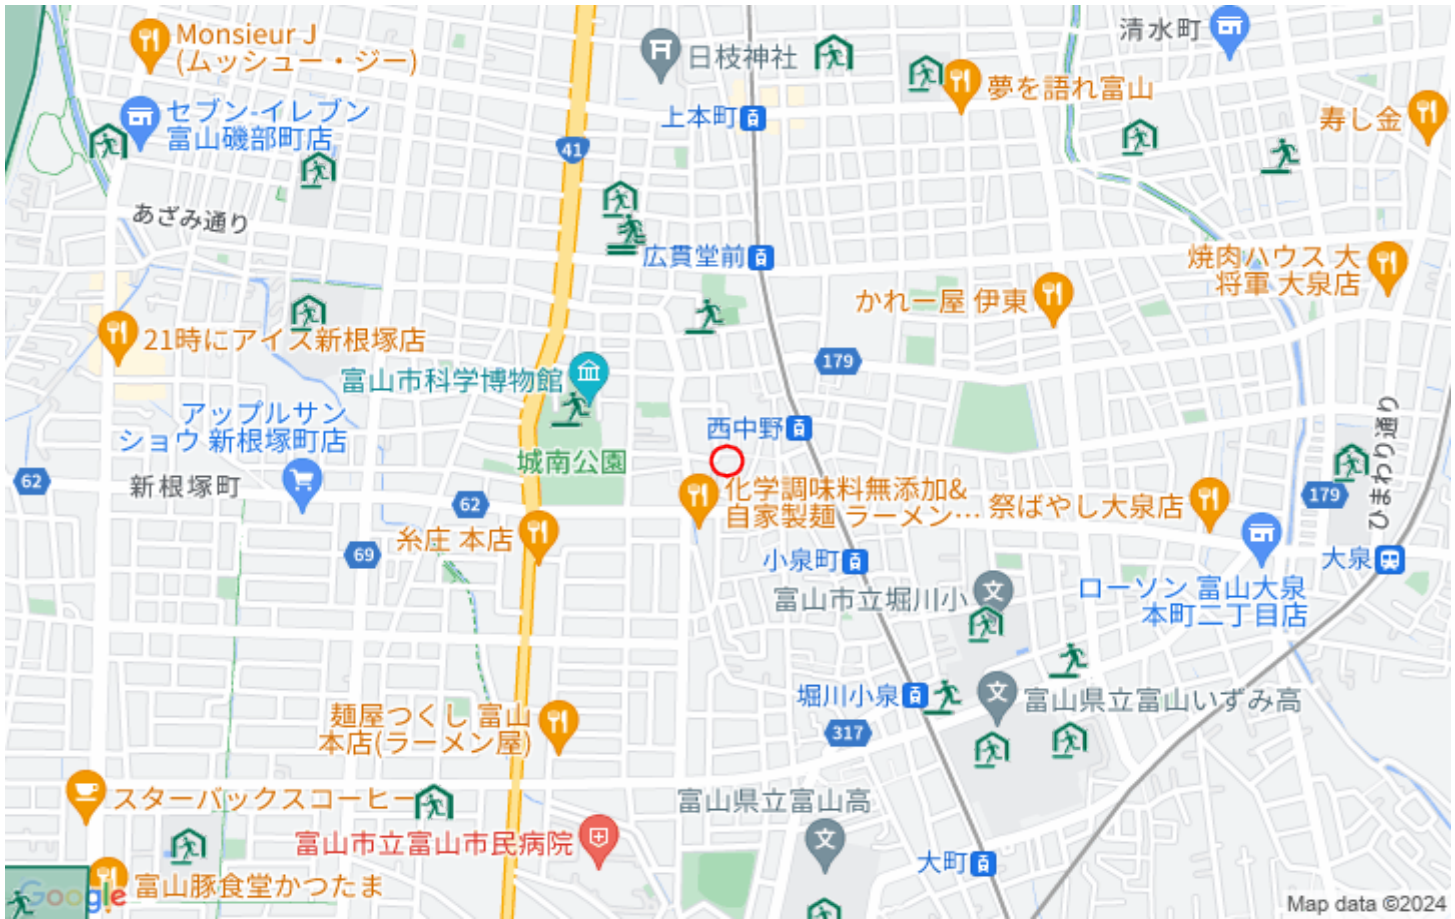 Monsieur J
(ムッシュー・ジー)
日枝神社
清水町
夢を語れ富山
セブン-イレブン
富山磯部町店
上本町
寿し金
41
あざみ通り
広貫堂前
焼肉ハウス 大
将軍 大泉店
かれー屋 伊東
21時にアイス新根塚店
179
富山市科学博物館
アップルサン
ショウ 新根塚町店
西中野
ひまわり通り
城南公園
62
新根塚町
62
化学調味料無添加&
自家製麺 ラーメン…
祭ばやし大泉店
179
糸庄 本店
69
小泉町
大泉
富山市立堀川小
ローソン 富山大泉
本町二丁目店
堀川小泉
富山県立富山いずみ高
麺屋つくし 富山
本店(ラーメン屋)
317
スターバックスコーヒー
富山県立富山高
富山市立富山市民病院
大町
富山豚食堂かつたま
Google
Map data ©2024